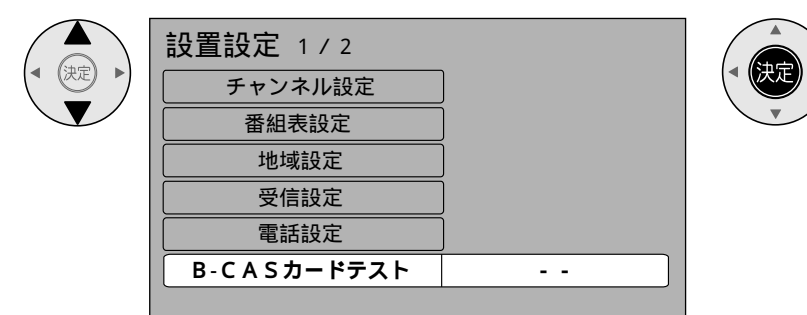 決定
設置設定 1/2
チャンネル設定
番組表設定
地域設定
受信設定
電話設定
B-CASカードテスト - -
決定